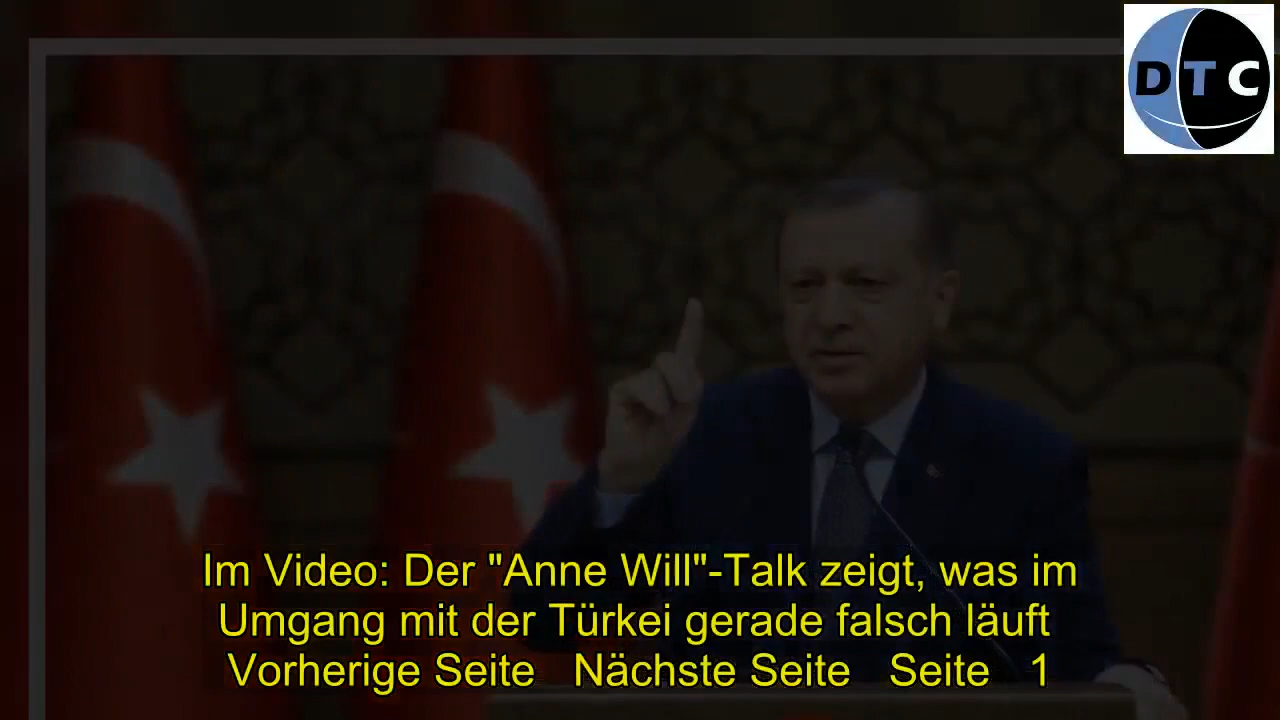 DTC
Im Video: Der "Anne Will"-Talk zeigt, was im
Umgang mit der Türkei gerade falsch läuft
Vorherige Seite Nächste Seite Seite 1